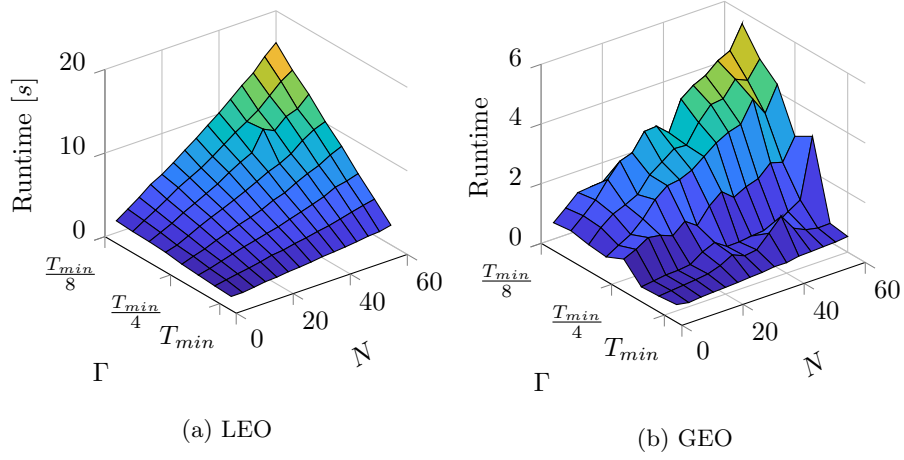 20
10
0
Runtime [s]
T_min/8
T_min/4
T_min
Γ
0
20
40
60
N
(a) LEO
6
4
2
0
Runtime
T_min/8
T_min/4
T_min
Γ
0
20
40
60
N
(b) GEO